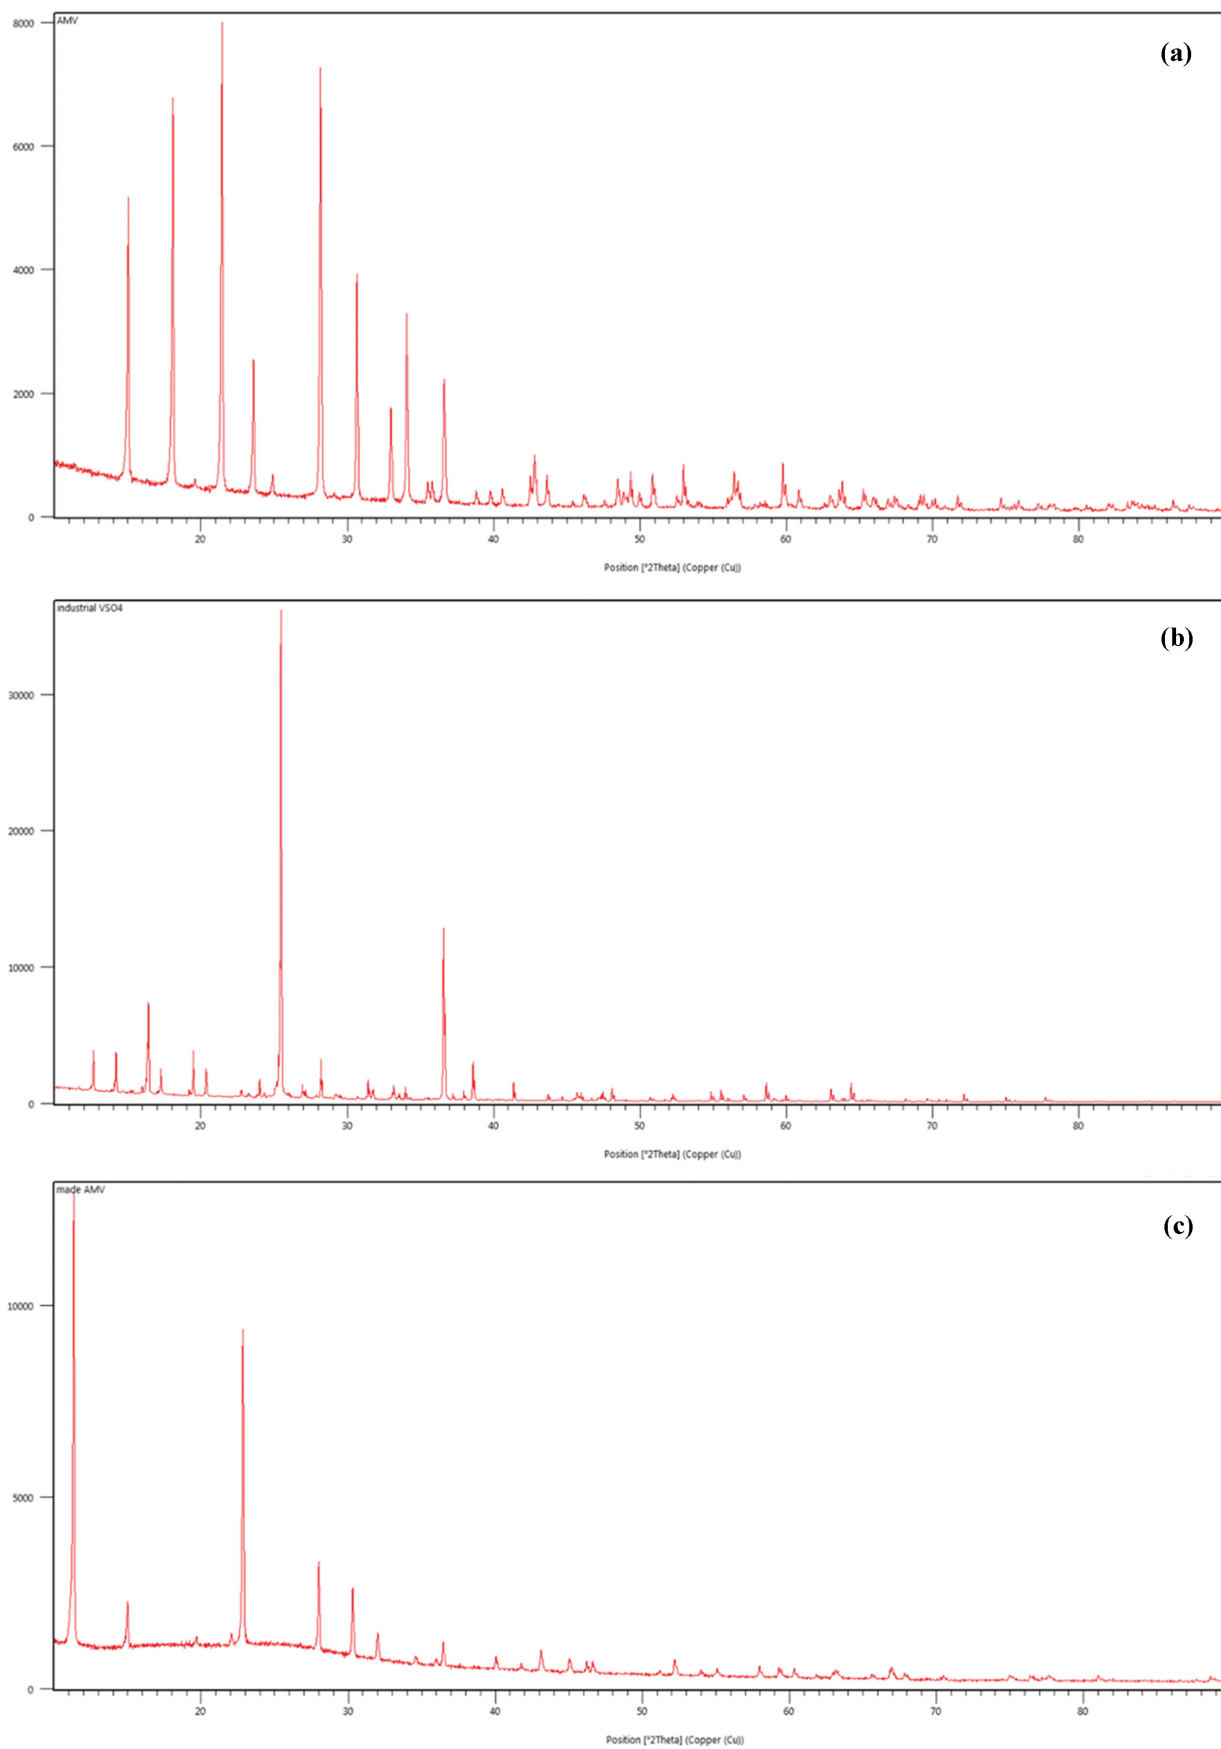 8000
AMV
(a)
6000
4000
2000
0
20 30 40 50 60 70 80
Position [°2Theta] (Copper (Cu))
industrial VSO4
(b)
30000
20000
10000
0
20 30 40 50 60 70 80
Position [°2Theta] (Copper (Cu))
made AMV
(c)
10000
5000
0
20 30 40 50 60 70 80
Position [°2Theta] (Copper (Cu))